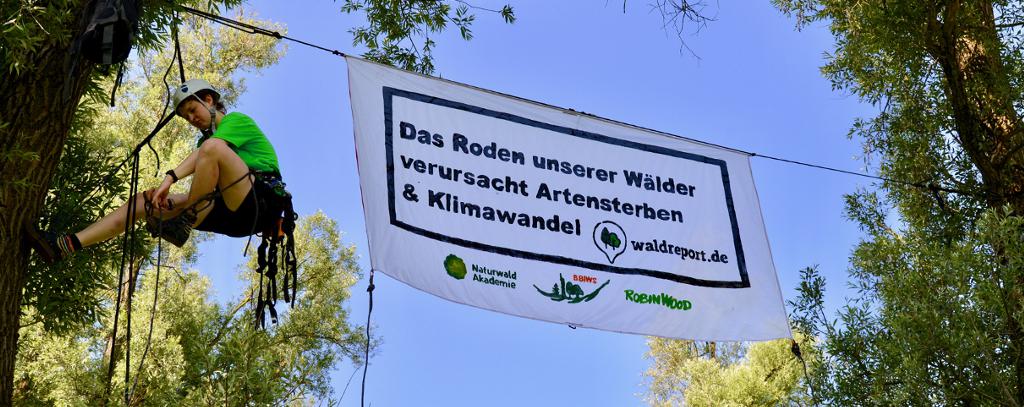 Das Roden unserer Wälder
verursacht Artensterben
& Klimawandel
waldreport.de
Naturwald
Akademie
BBIWS
ROBIN WOOD